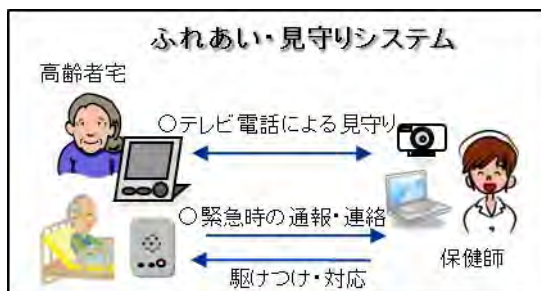 ふれあい・見守りシステム
高齢者宅
○テレビ電話による見守り
○緊急時の通報・連絡
駆けつけ・対応
保健師